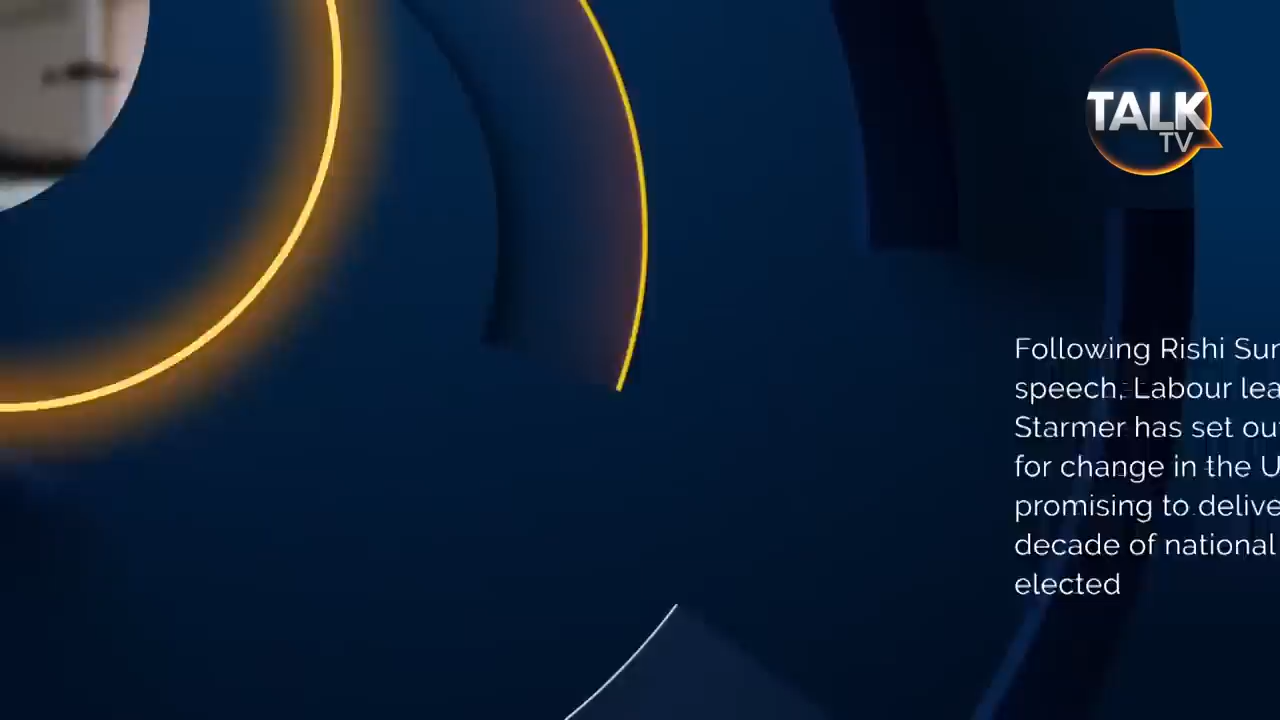 TALK
TV
Following Rishi Sun
speech, Labour lea
Starmer has set ou
for change in the U
promising to delive
decade of national
elected